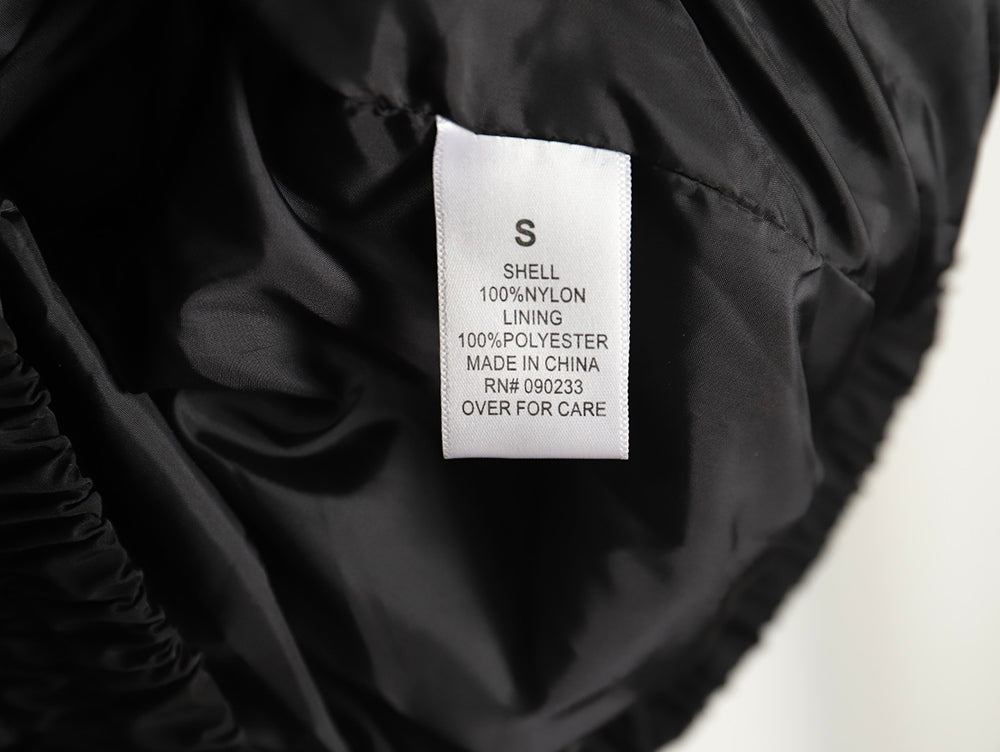 S
SHELL
100%NYLON
LINING
100%POLYESTER
MADE IN CHINA
RN# 090233
OVER FOR CARE